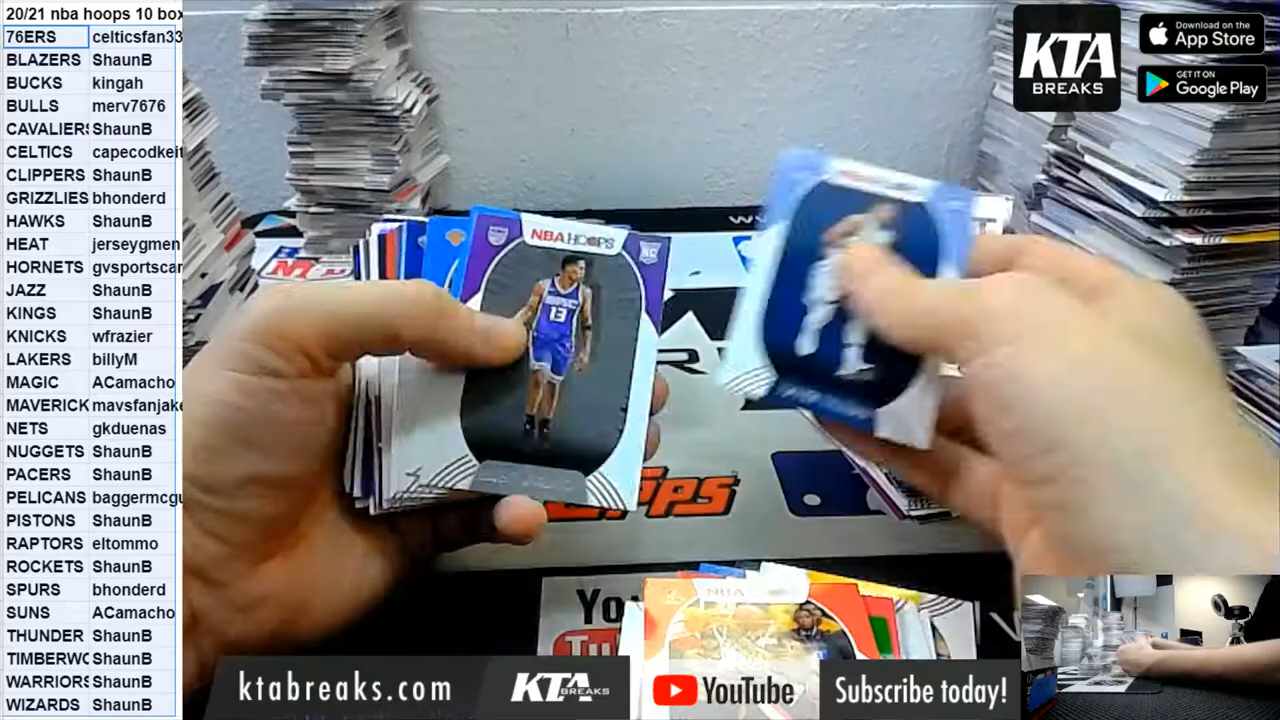 20/21 nba hoops 10 box
76ERS celticsfan33
BLAZERS ShaunB
BUCKS kingah
BULLS merv7676
CAVALIERS ShaunB
CELTICS capecodkeit
CLIPPERS ShaunB
GRIZZLIES bhonderd
HAWKS ShaunB
HEAT jerseygmen
HORNETS gvsportscar
JAZZ ShaunB
KINGS ShaunB
KNICKS wfrazier
LAKERS billyM
MAGIC ACamacho
MAVERICK mavsfanjake
NETS gkduenas
NUGGETS ShaunB
PACERS ShaunB
PELICANS baggermcgu
PISTONS ShaunB
RAPTORS eltommo
ROCKETS ShaunB
SPURS bhonderd
SUNS ACamacho
THUNDER ShaunB
TIMBERWC ShaunB
WARRIORS ShaunB
WIZARDS ShaunB
KTA
BREAKS
Download on the
App Store
GET IT ON
Google Play
NBA HOOPS
RC
13
NBA
ktabreaks.com
KTA BREAKS
YouTube
Subscribe today!